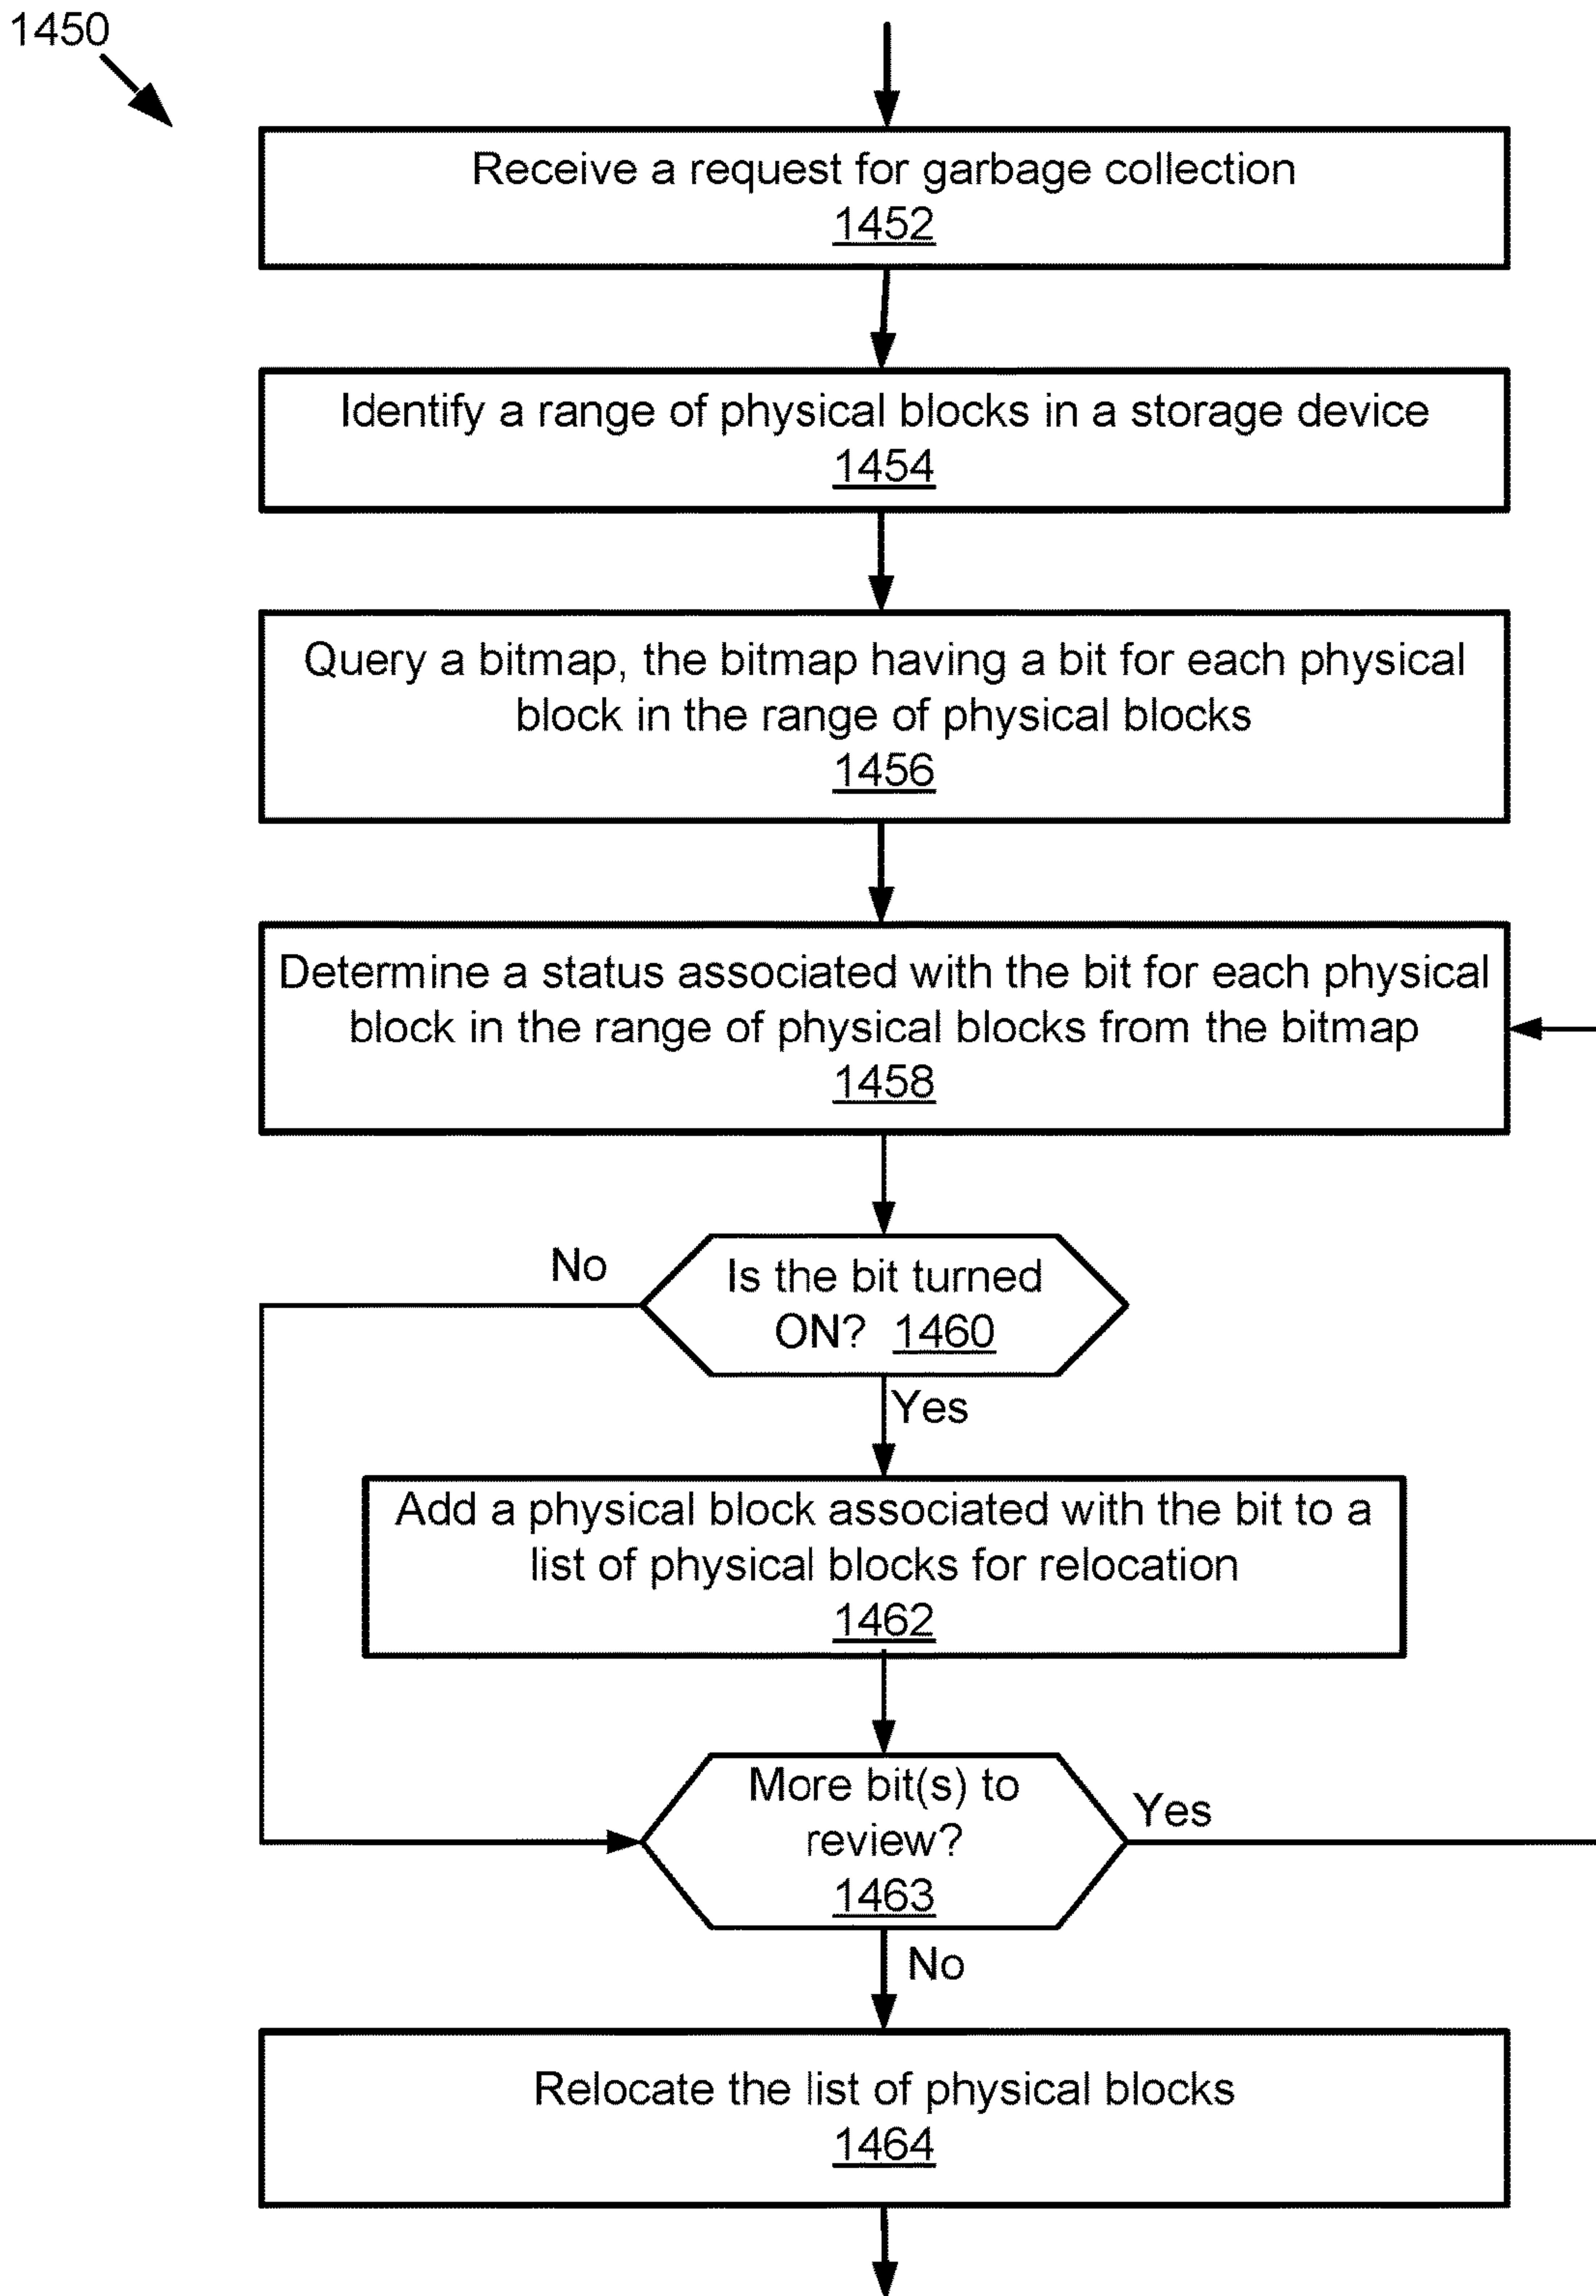 1450
Receive a request for garbage collection
1452
Identify a range of physical blocks in a storage device
1454
Query a bitmap, the bitmap having a bit for each physical
block in the range of physical blocks
1456
Determine a status associated with the bit for each physical
block in the range of physical blocks from the bitmap
1458
No
Is the bit turned
ON? 1460
Yes
Add a physical block associated with the bit to a
list of physical blocks for relocation
1462
More bit(s) to
review?
1463
Yes
No
Relocate the list of physical blocks
1464